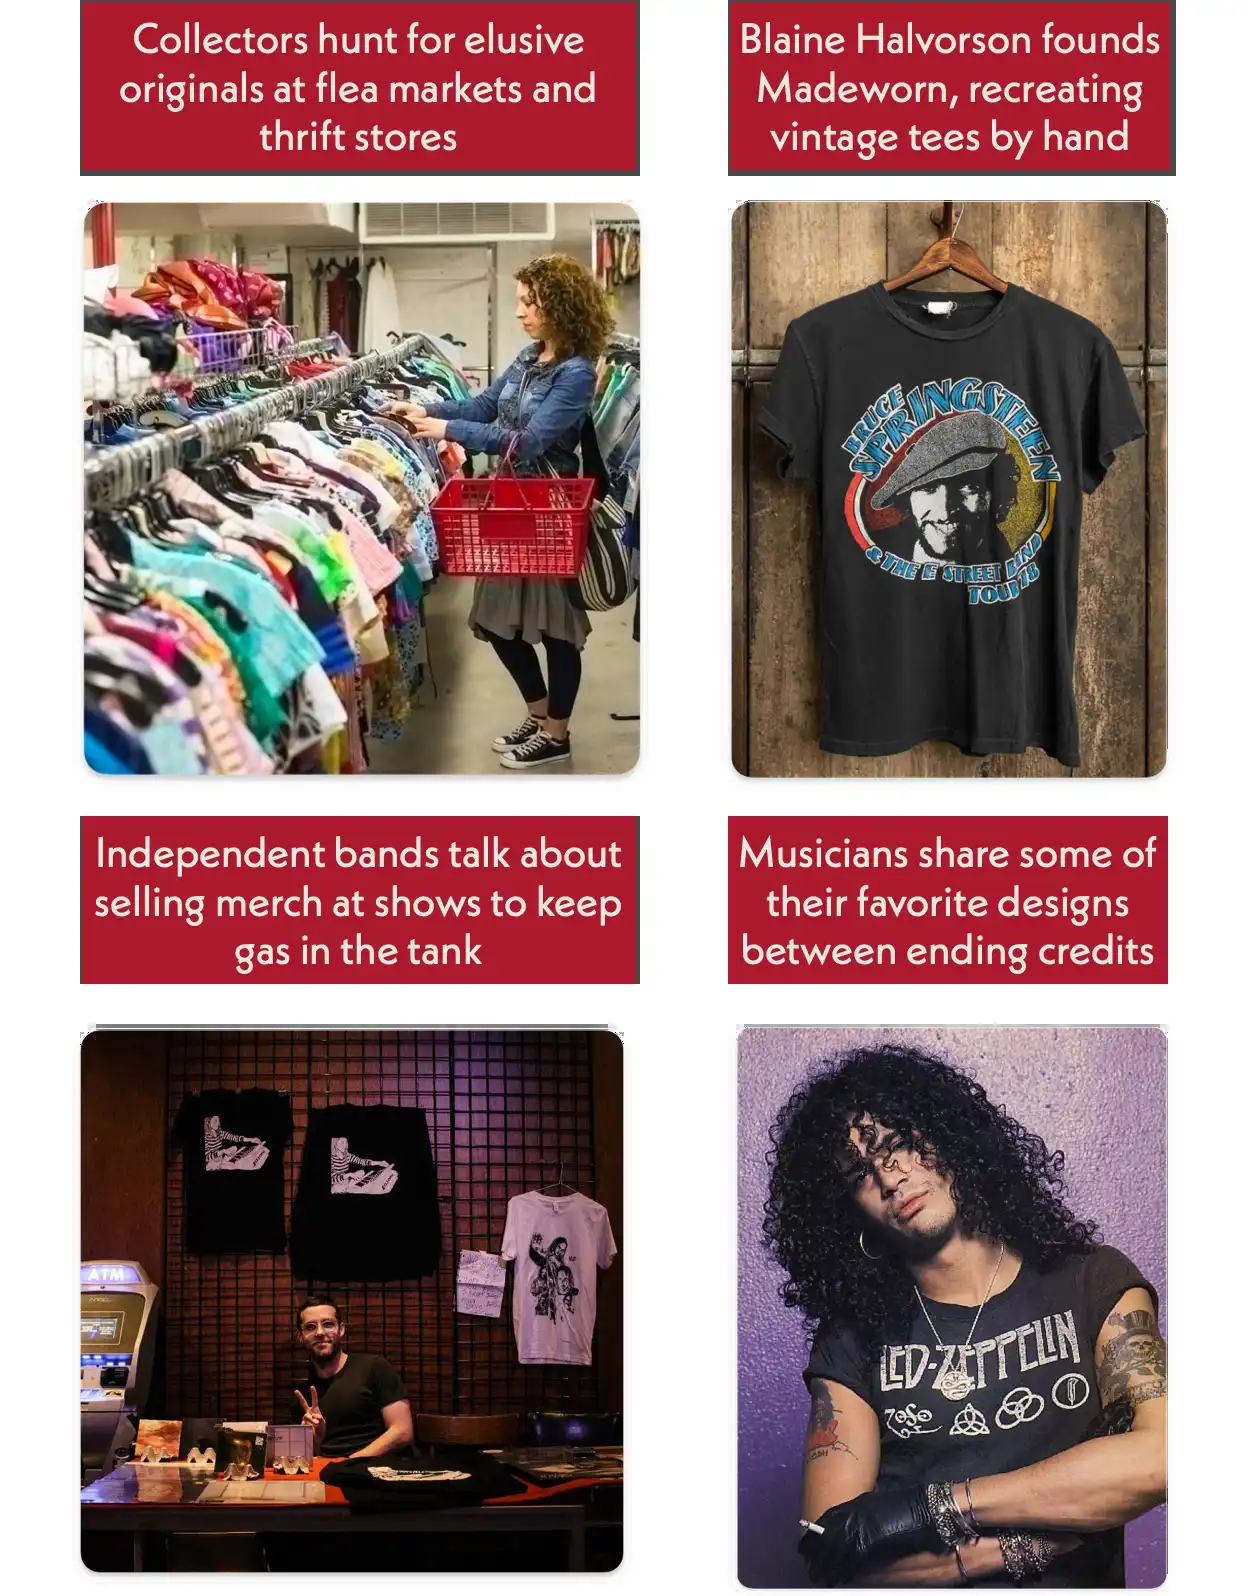 Collectors hunt for elusive
originals at flea markets and
thrift stores
Blaine Halvorson founds
Madeworn, recreating
vintage tees by hand
BRUCE
SPRINGSTEEN
& THE E STREET BAND
TOUR 78
Independent bands talk about
selling merch at shows to keep
gas in the tank
Musicians share some of
their favorite designs
between ending credits
ATM
LED-ZEPPELIN
ZOSO